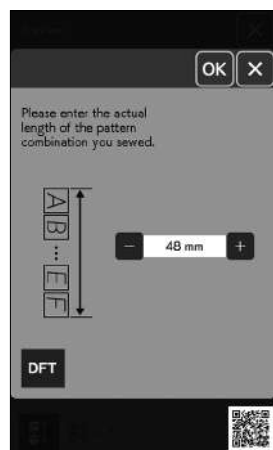 OK
Please enter the actual
length of the pattern
combination you sewed.
A
B
E
F
− 48 mm +
DFT